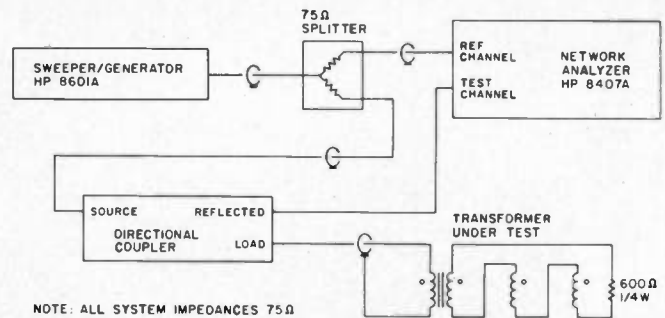 75Ω
SPLITTER
SWEEPER/GENERATOR
HP 8601A
REF
CHANNEL
TEST
CHANNEL
NETWORK
ANALYZER
HP 8407A
SOURCE
REFLECTED
DIRECTIONAL
COUPLER
LOAD
TRANSFORMER
UNDER TEST
600Ω
1/4W
NOTE: ALL SYSTEM IMPEDANCES 75Ω